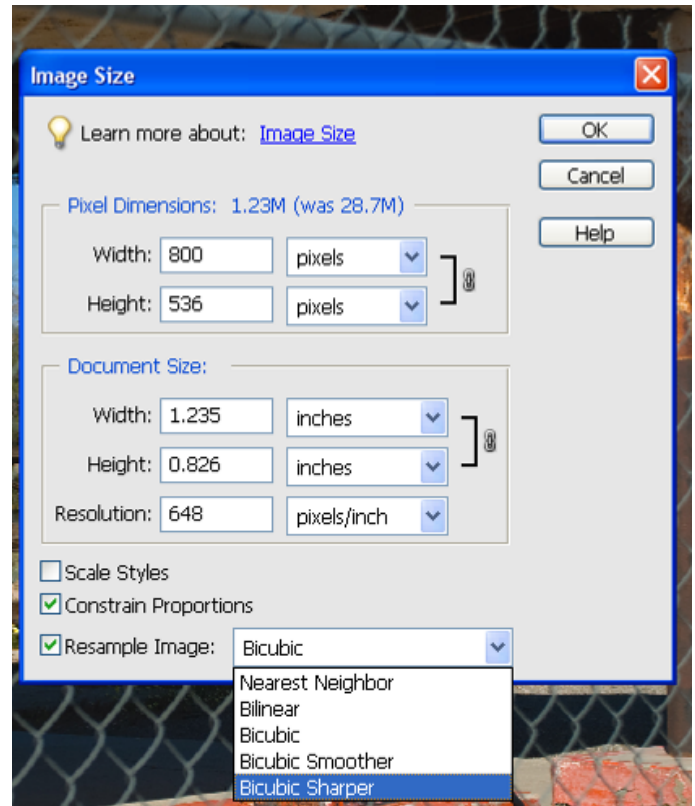 Image Size
Learn more about: Image Size
OK
Cancel
Help
Pixel Dimensions: 1.23M (was 28.7M)
Width: 800 pixels
Height: 536 pixels
Document Size:
Width: 1.235 inches
Height: 0.826 inches
Resolution: 648 pixels/inch
Scale Styles
Constrain Proportions
Resample Image: Bicubic
Nearest Neighbor
Bilinear
Bicubic
Bicubic Smoother
Bicubic Sharper